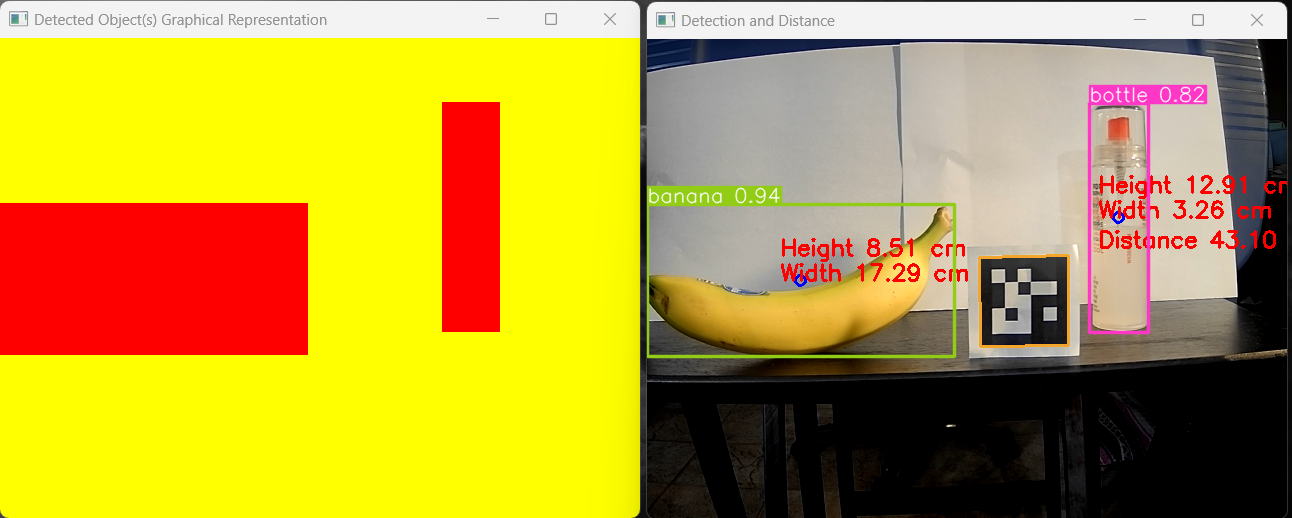 Detected Object(s) Graphical Representation
Detection and Distance
bottle 0.82
banana 0.94
Height 12.91 cm
Width 3.26 cm
Distance 43.10
Height 8.51 cm
Width 17.29 cm